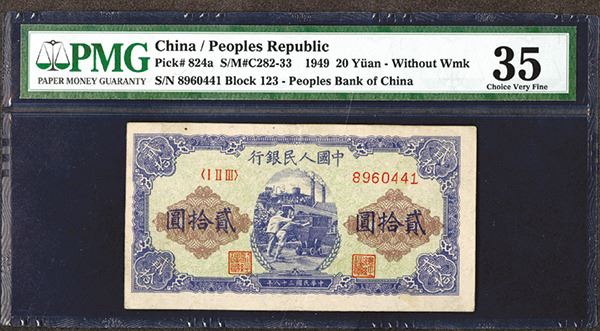 PMG
PAPER MONEY GUARANTY
China / Peoples Republic
Pick# 824a S/M#C282-33 1949 20 Yüan - Without Wmk
S/N 8960441 Block 123 - Peoples Bank of China
35
Choice Very Fine
行銀民人國中
〈I II III〉
8960441
圓拾貳
圓拾貳
年八十三國民華中